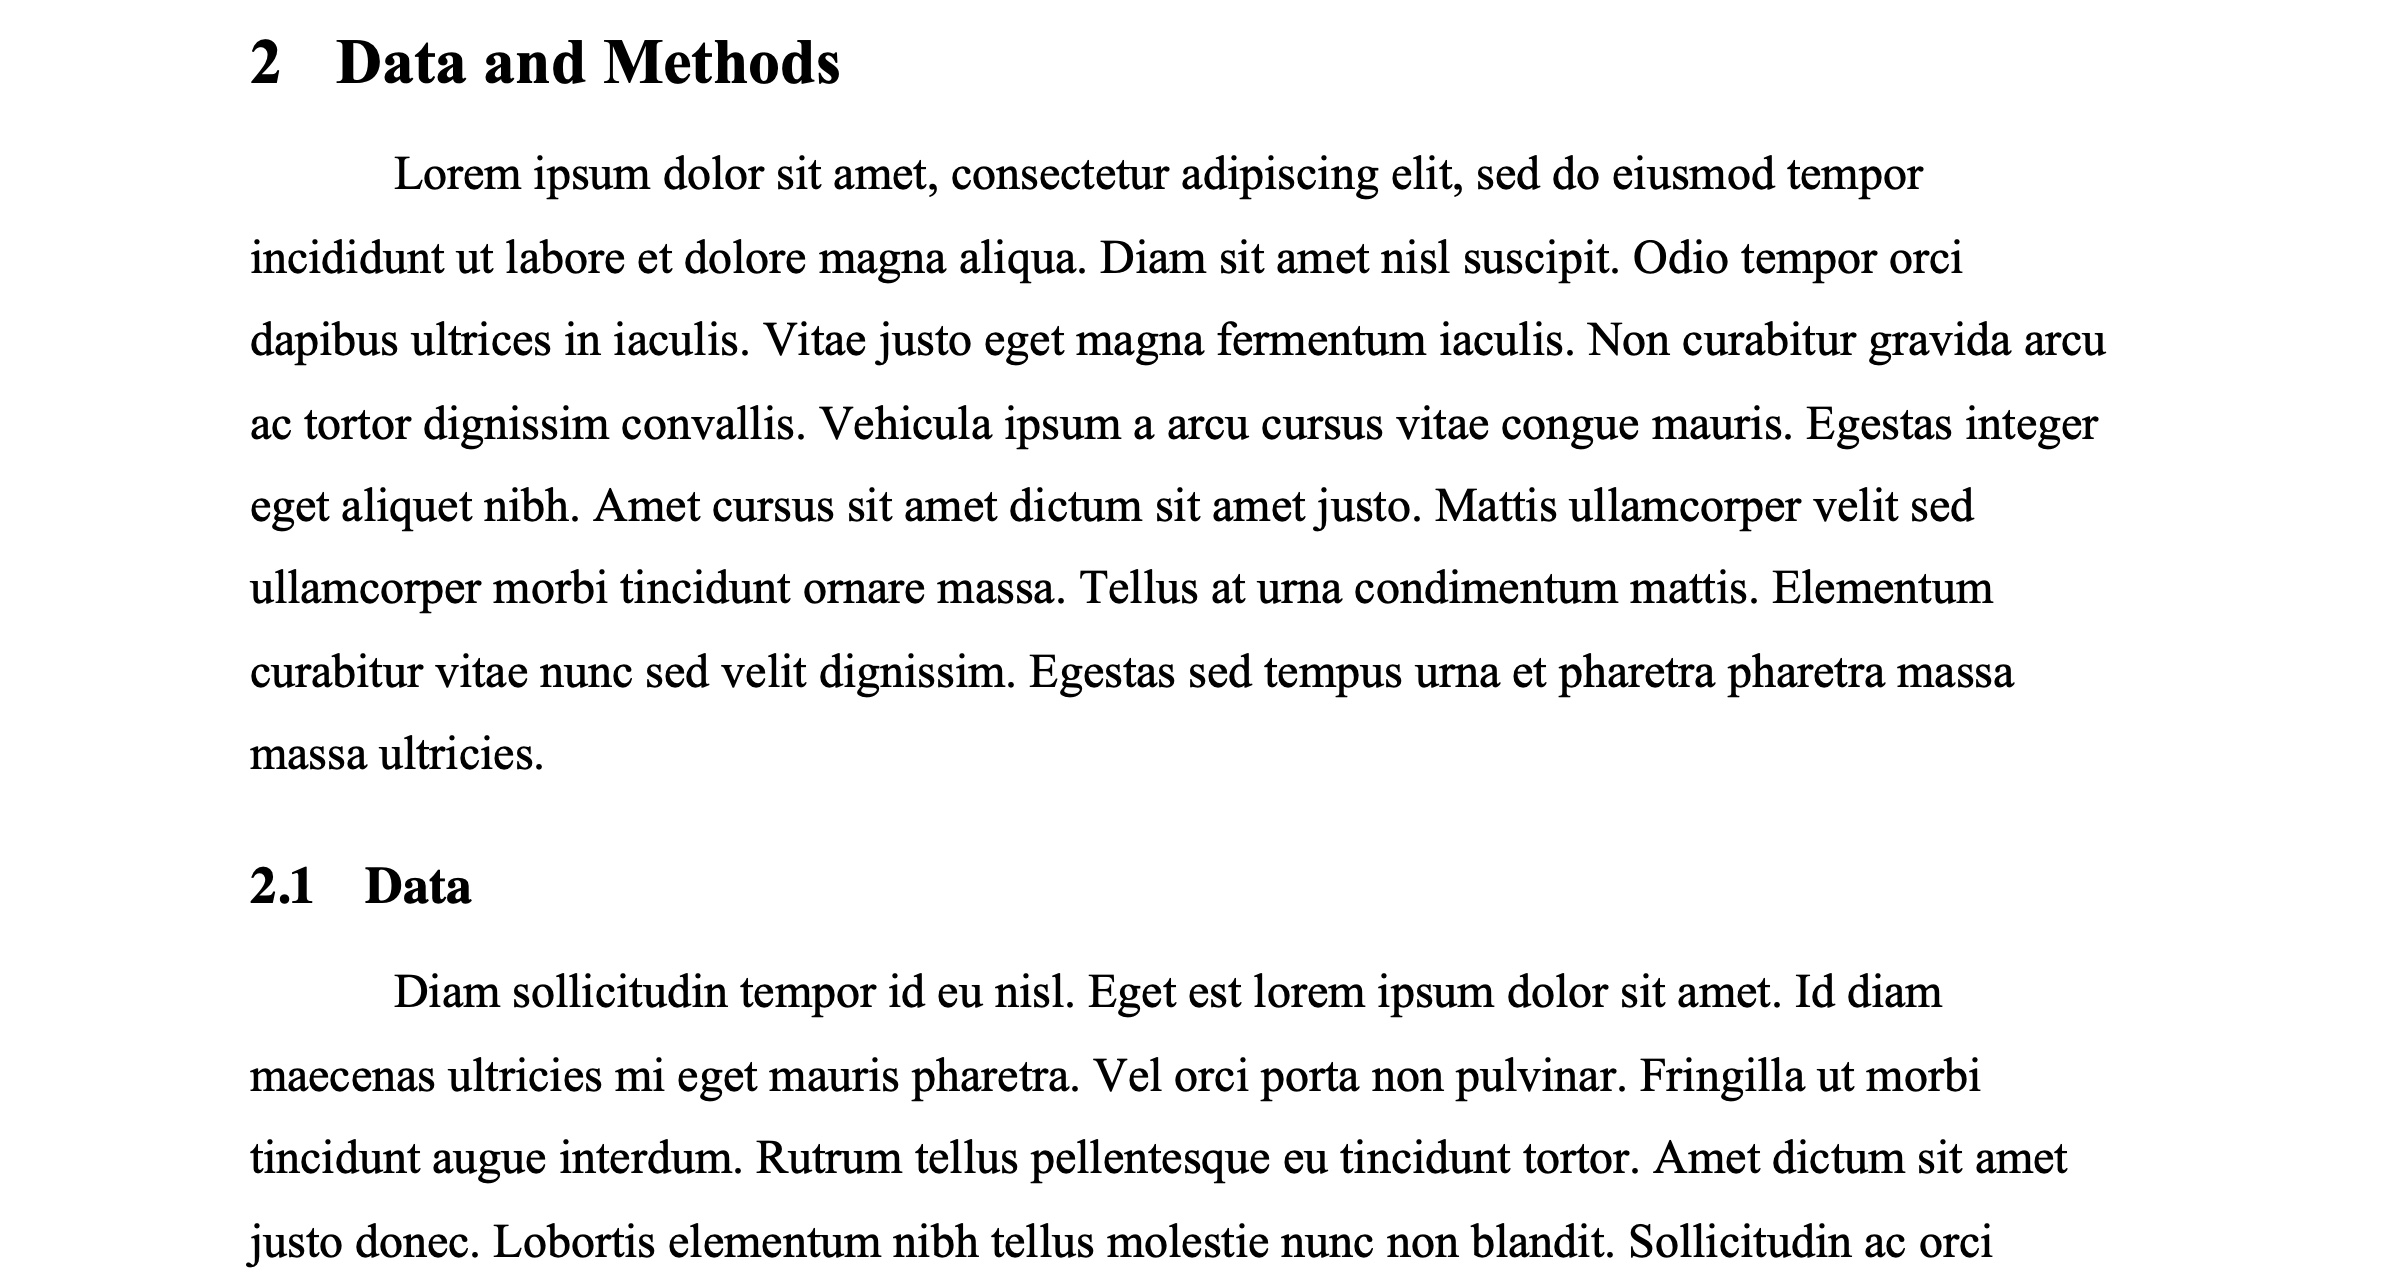 2 Data and Methods
Lorem ipsum dolor sit amet, consectetur adipiscing elit, sed do eiusmod tempor
incididunt ut labore et dolore magna aliqua. Diam sit amet nisl suscipit. Odio tempor orci
dapibus ultrices in iaculis. Vitae justo eget magna fermentum iaculis. Non curabitur gravida arcu
ac tortor dignissim convallis. Vehicula ipsum a arcu cursus vitae congue mauris. Egestas integer
eget aliquet nibh. Amet cursus sit amet dictum sit amet justo. Mattis ullamcorper velit sed
ullamcorper morbi tincidunt ornare massa. Tellus at urna condimentum mattis. Elementum
curabitur vitae nunc sed velit dignissim. Egestas sed tempus urna et pharetra pharetra massa
massa ultricies.
2.1 Data
Diam sollicitudin tempor id eu nisl. Eget est lorem ipsum dolor sit amet. Id diam
maecenas ultricies mi eget mauris pharetra. Vel orci porta non pulvinar. Fringilla ut morbi
tincidunt augue interdum. Rutrum tellus pellentesque eu tincidunt tortor. Amet dictum sit amet
justo donec. Lobortis elementum nibh tellus molestie nunc non blandit. Sollicitudin ac orci